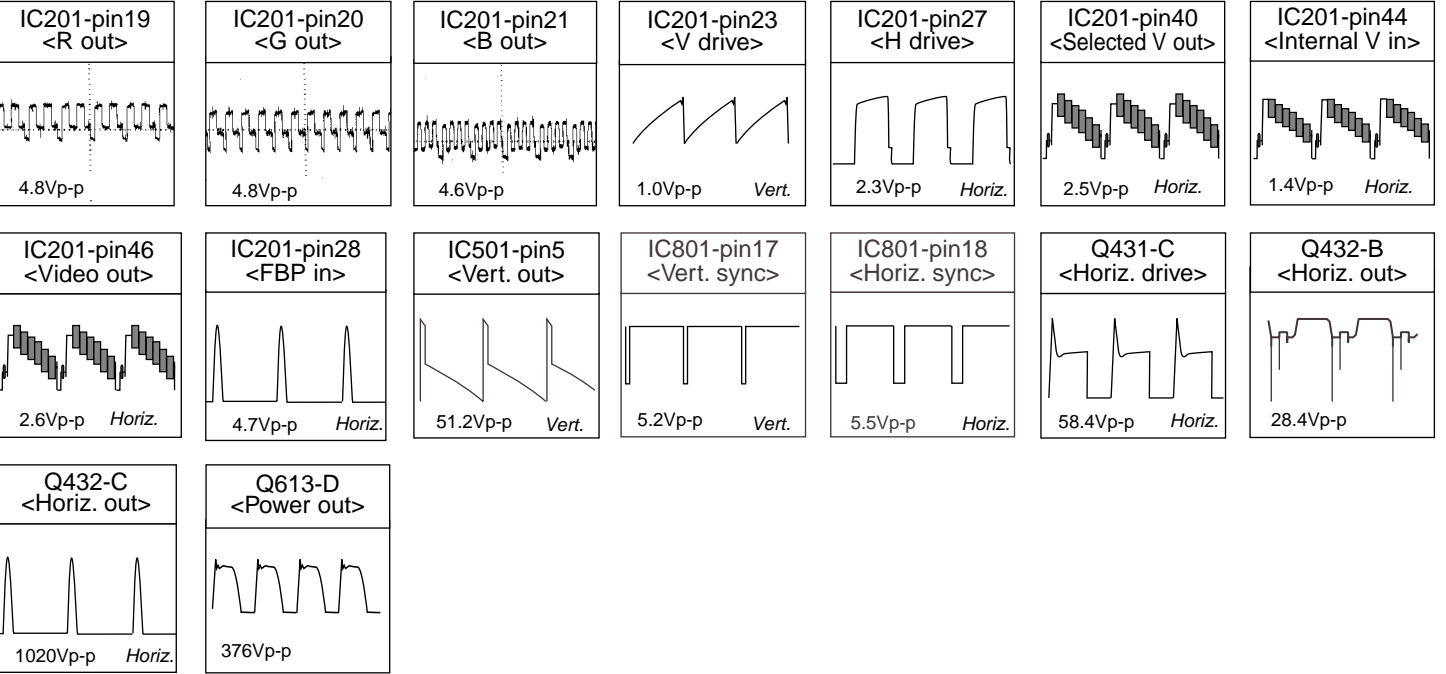 IC201-pin19
<R out>
4.8Vp-p
IC201-pin20
<G out>
4.8Vp-p
IC201-pin21
<B out>
4.6Vp-p
IC201-pin23
<V drive>
1.0Vp-p Vert.
IC201-pin27
<H drive>
2.3Vp-p Horiz.
IC201-pin40
<Selected V out>
2.5Vp-p Horiz.
IC201-pin44
<Internal V in>
1.4Vp-p Horiz.
IC201-pin46
<Video out>
2.6Vp-p Horiz.
IC201-pin28
<FBP in>
4.7Vp-p Horiz.
IC501-pin5
<Vert. out>
51.2Vp-p Vert.
IC801-pin17
<Vert. sync>
5.2Vp-p Vert.
IC801-pin18
<Horiz. sync>
5.5Vp-p Horiz.
Q431-C
<Horiz. drive>
58.4Vp-p Horiz.
Q432-B
<Horiz. out>
28.4Vp-p
Q432-C
<Horiz. out>
1020Vp-p Horiz.
Q613-D
<Power out>
376Vp-p